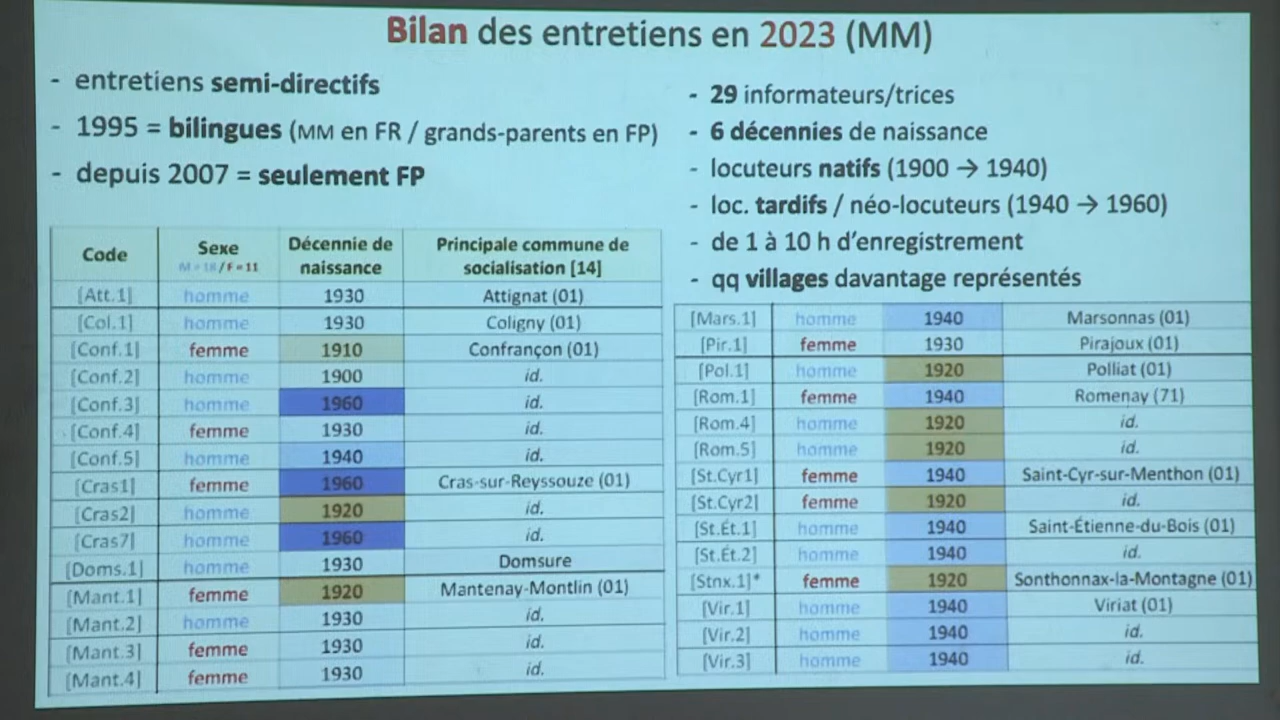 Bilan des entretiens en 2023 (MM)
- entretiens semi-directifs
- 1995 = bilingues (MM en FR / grands-parents en FP)
- depuis 2007 = seulement FP
- 29 informateurs/trices
- 6 décennies de naissance
- locuteurs natifs (1900 → 1940)
- loc. tardifs / néo-locuteurs (1940 → 1960)
- de 1 à 10 h d'enregistrement
- qq villages davantage représentés
Code Sexe M=18/F=11 Décennie de naissance Principale commune de socialisation [14]
[Att.1] homme 1930 Attignat (01)
[Col.1] homme 1930 Coligny (01)
[Conf.1] femme 1910 Confrançon (01)
[Conf.2] homme 1900 id.
[Conf.3] homme 1960 id.
[Conf.4] femme 1930 id.
[Conf.5] homme 1940 id.
[Cras1] femme 1960 Cras-sur-Reyssouze (01)
[Cras2] homme 1920 id.
[Cras7] homme 1960 id.
[Doms.1] homme 1930 Domsure
[Mant.1] femme 1920 Mantenay-Montlin (01)
[Mant.2] homme 1930 id.
[Mant.3] femme 1930 id.
[Mant.4] femme 1930 id.
[Mars.1] homme 1940 Marsonnas (01)
[Pir.1] femme 1930 Pirajoux (01)
[Pol.1] homme 1920 Polliat (01)
[Rom.1] femme 1940 Romenay (71)
[Rom.4] homme 1920 id.
[Rom.5] homme 1920 id.
[St.Cyr1] femme 1940 Saint-Cyr-sur-Menthon (01)
[St.Cyr2] femme 1920 id.
[St.Ét.1] homme 1940 Saint-Étienne-du-Bois (01)
[St.Ét.2] homme 1940 id.
[Stnx.1]* femme 1920 Sonthonnax-la-Montagne (01)
[Vir.1] homme 1940 Viriat (01)
[Vir.2] homme 1940 id.
[Vir.3] homme 1940 id.